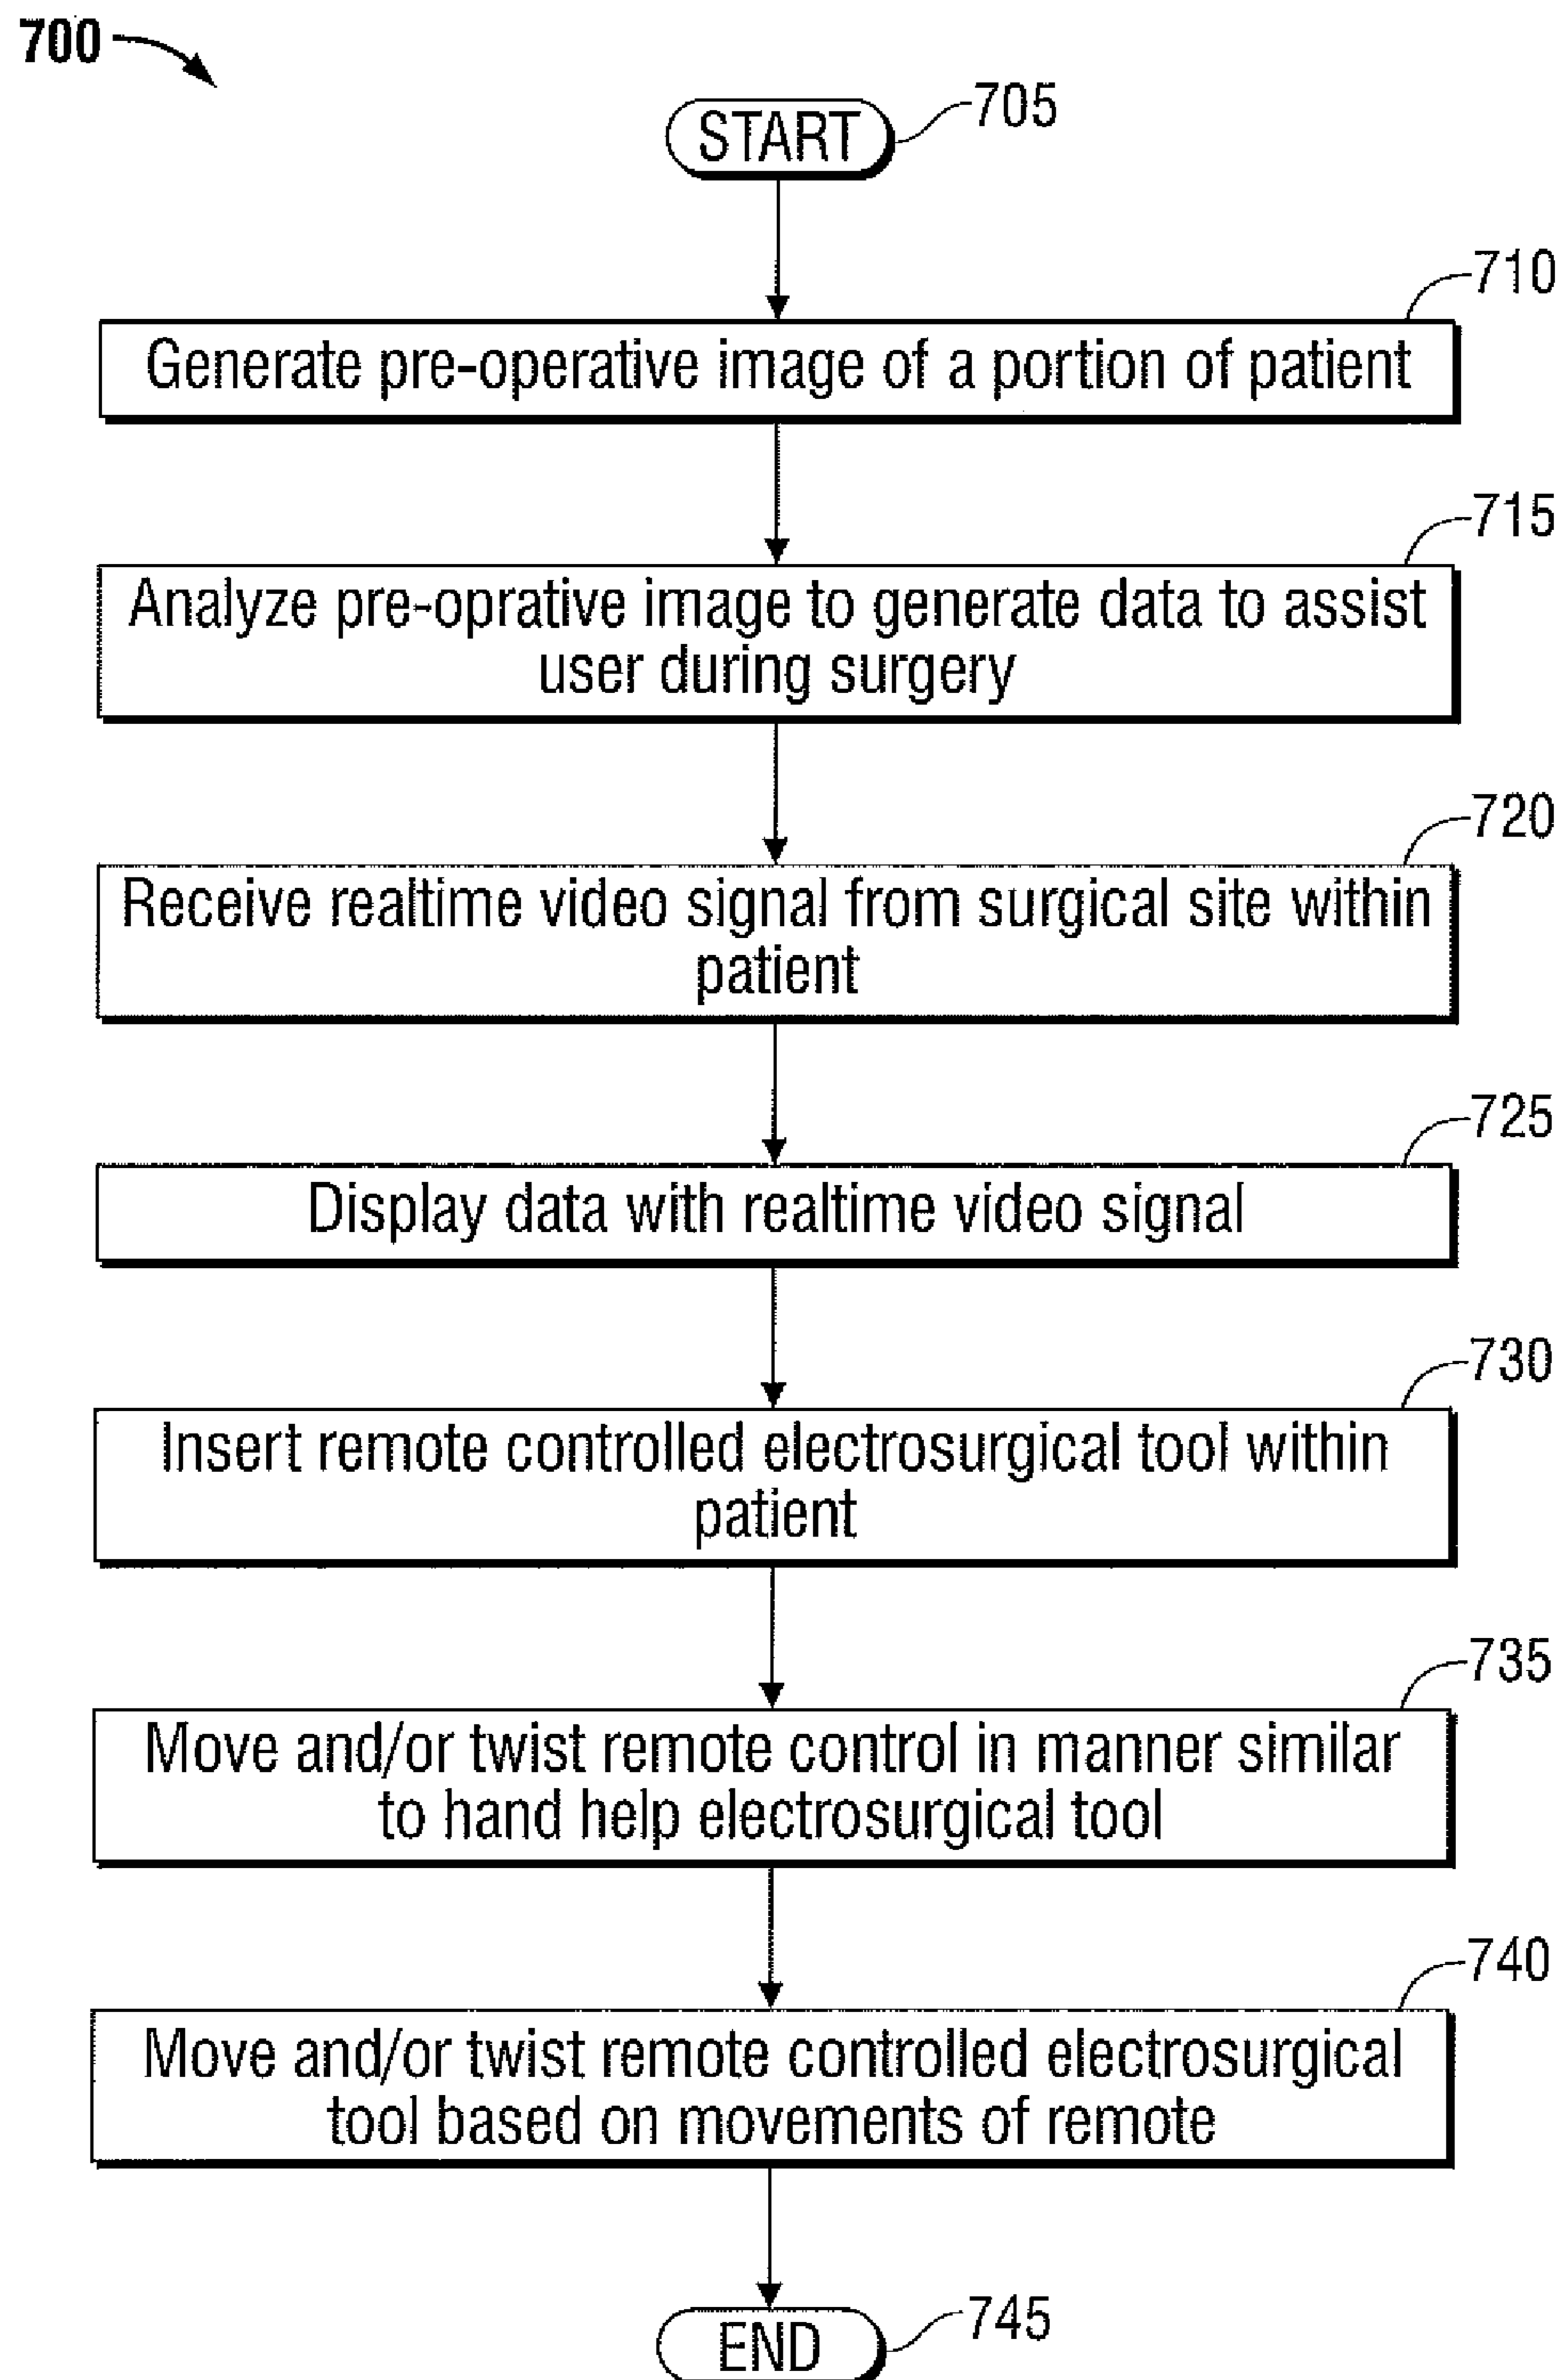 700
START
705
710
Generate pre-operative image of a portion of patient
715
Analyze pre-oprative image to generate data to assist
user during surgery
720
Receive realtime video signal from surgical site within
patient
725
Display data with realtime video signal
730
Insert remote controlled electrosurgical tool within
patient
735
Move and/or twist remote control in manner similar
to hand help electrosurgical tool
740
Move and/or twist remote controlled electrosurgical
tool based on movements of remote
END
745